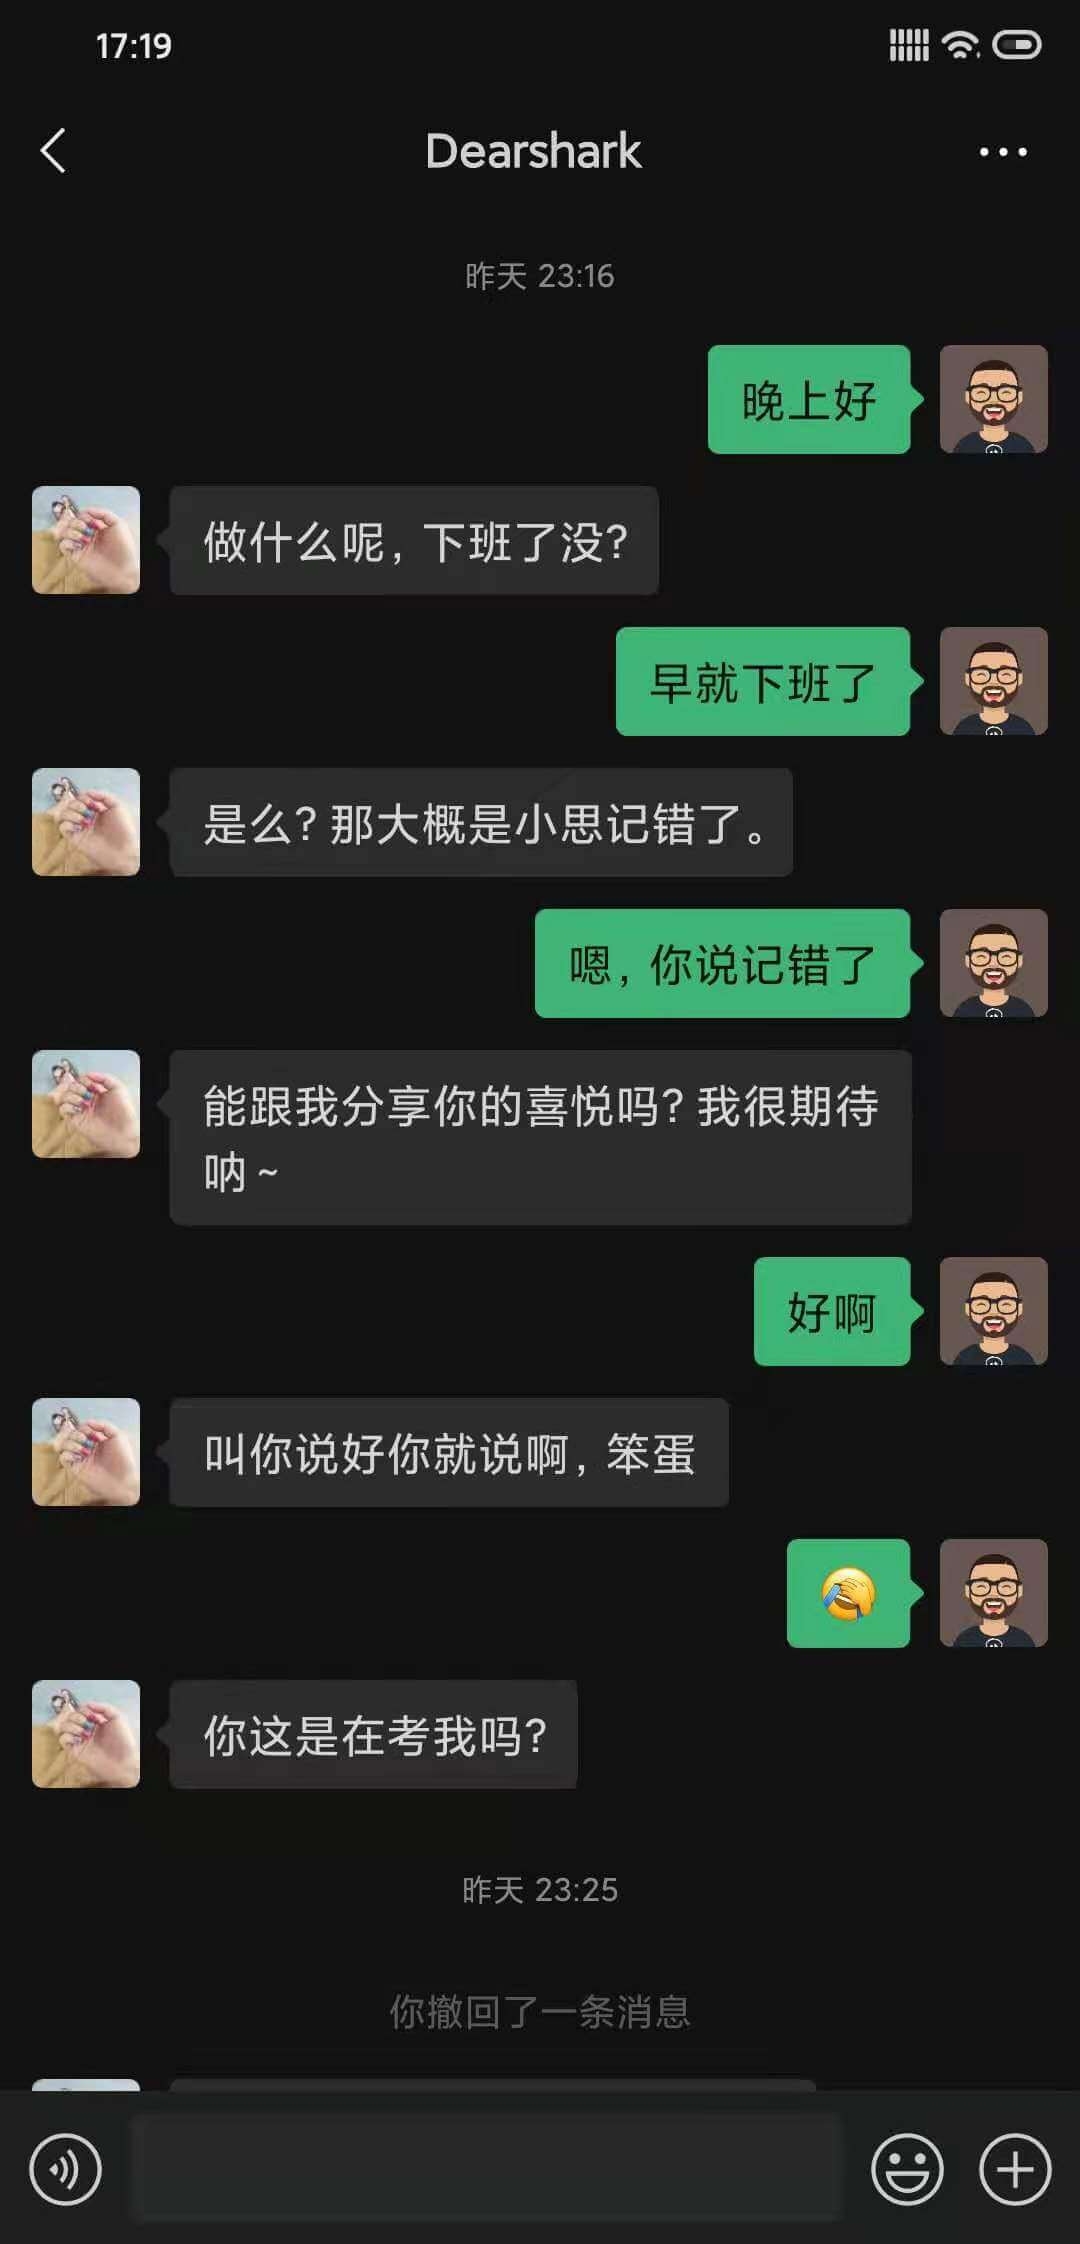 17:19
Dearshark
昨天 23:16
晚上好
做什么呢，下班了没？
早就下班了
是么？那大概是小思记错了。
嗯，你说记错了
能跟我分享你的喜悦吗？我很期待
呐～
好啊
叫你说好你就说啊，笨蛋
你这是在考我吗？
昨天 23:25
你撤回了一条消息